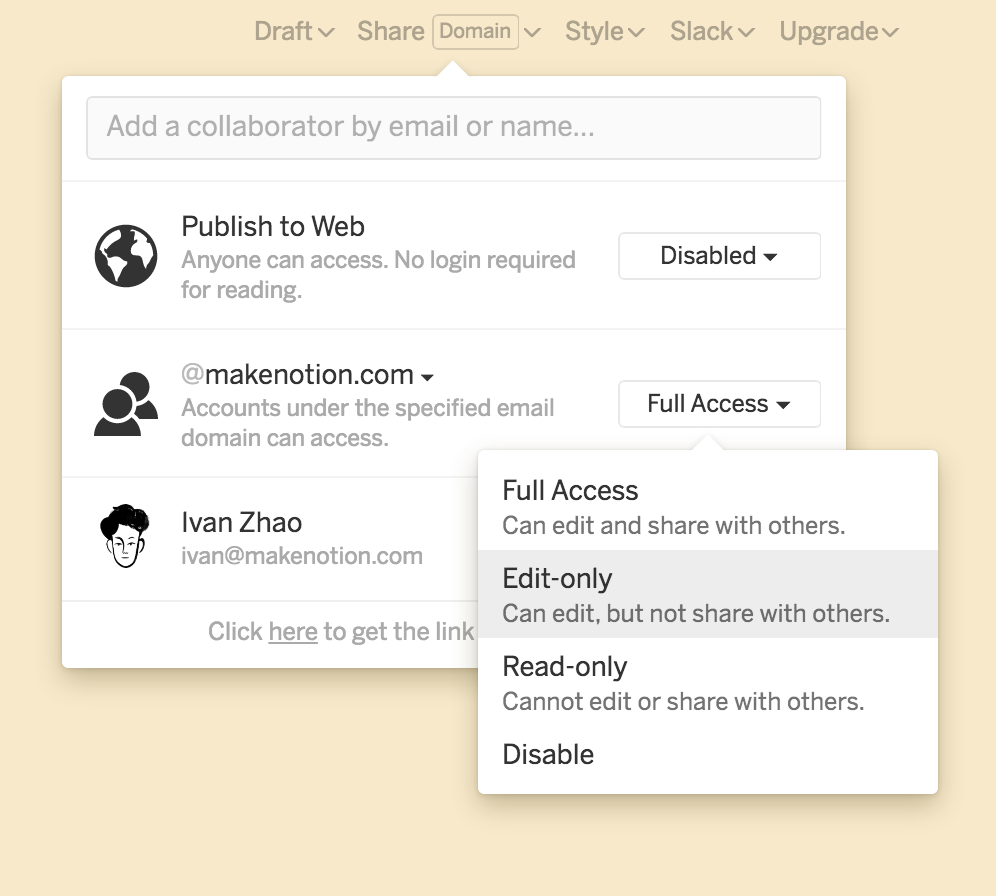 Draft Share Domain Style Slack Upgrade
Add a collaborator by email or name...
Publish to Web
Anyone can access. No login required
for reading.
Disabled
@makenotion.com
Accounts under the specified email
domain can access.
Full Access
Ivan Zhao
ivan@makenotion.com
Click here to get the link
Full Access
Can edit and share with others.
Edit-only
Can edit, but not share with others.
Read-only
Cannot edit or share with others.
Disable